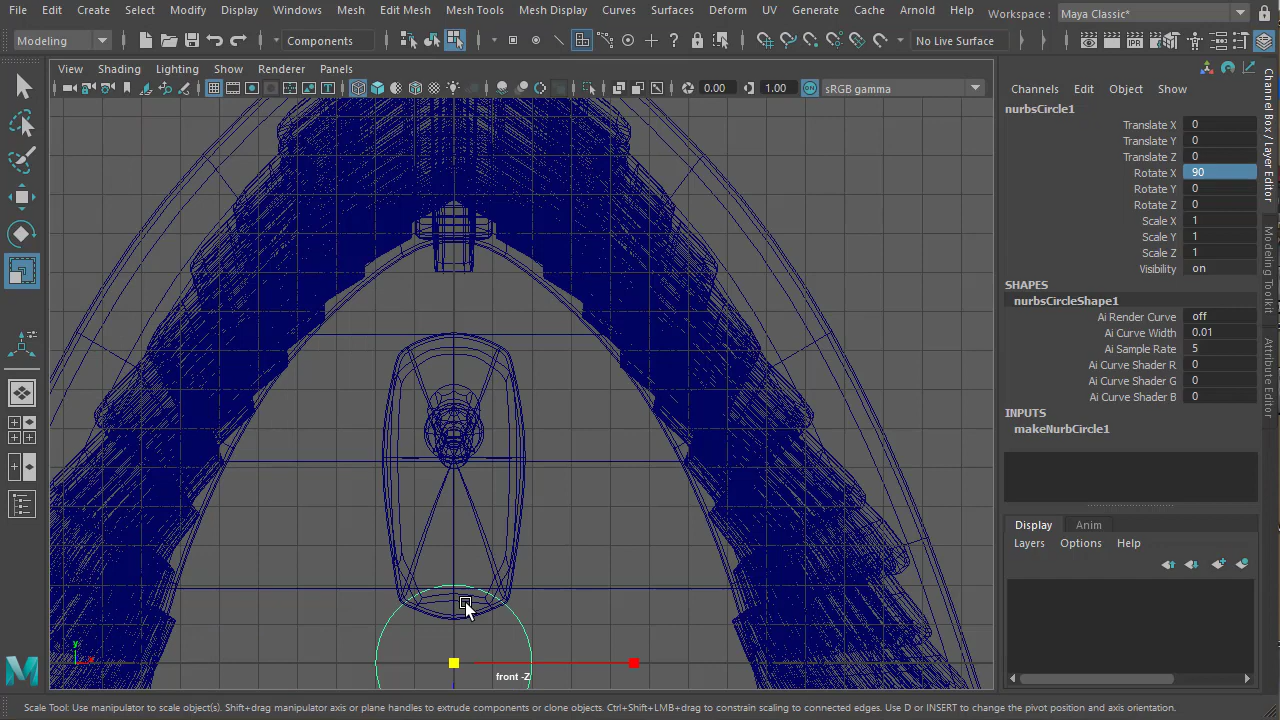 File Edit Create Select Modify Display Windows Mesh Edit Mesh Mesh Tools Mesh Display Curves Surfaces Deform UV Generate Cache Arnold Help Workspace : Maya Classic*
Modeling Components No Live Surface
View Shading Lighting Show Renderer Panels
0.00 1.00 ON sRGB gamma
Channels Edit Object Show
nurbsCircle1
Translate X 0
Translate Y 0
Translate Z 0
Rotate X 90
Rotate Y 0
Rotate Z 0
Scale X 1
Scale Y 1
Scale Z 1
Visibility on
SHAPES
nurbsCircleShape1
Ai Render Curve off
Ai Curve Width 0.01
Ai Sample Rate 5
Ai Curve Shader R 0
Ai Curve Shader G 0
Ai Curve Shader B 0
INPUTS
makeNurbCircle1
Display Anim
Layers Options Help
Channel Box / Layer Editor
Modeling Toolkit
Attribute Editor
y
x
front -Z
M
Scale Tool: Use manipulator to scale object(s). Shift+drag manipulator axis or plane handles to extrude components or clone objects. Ctrl+Shift+LMB+drag to constrain scaling to connected edges. Use D or INSERT to change the pivot position and axis orientation.